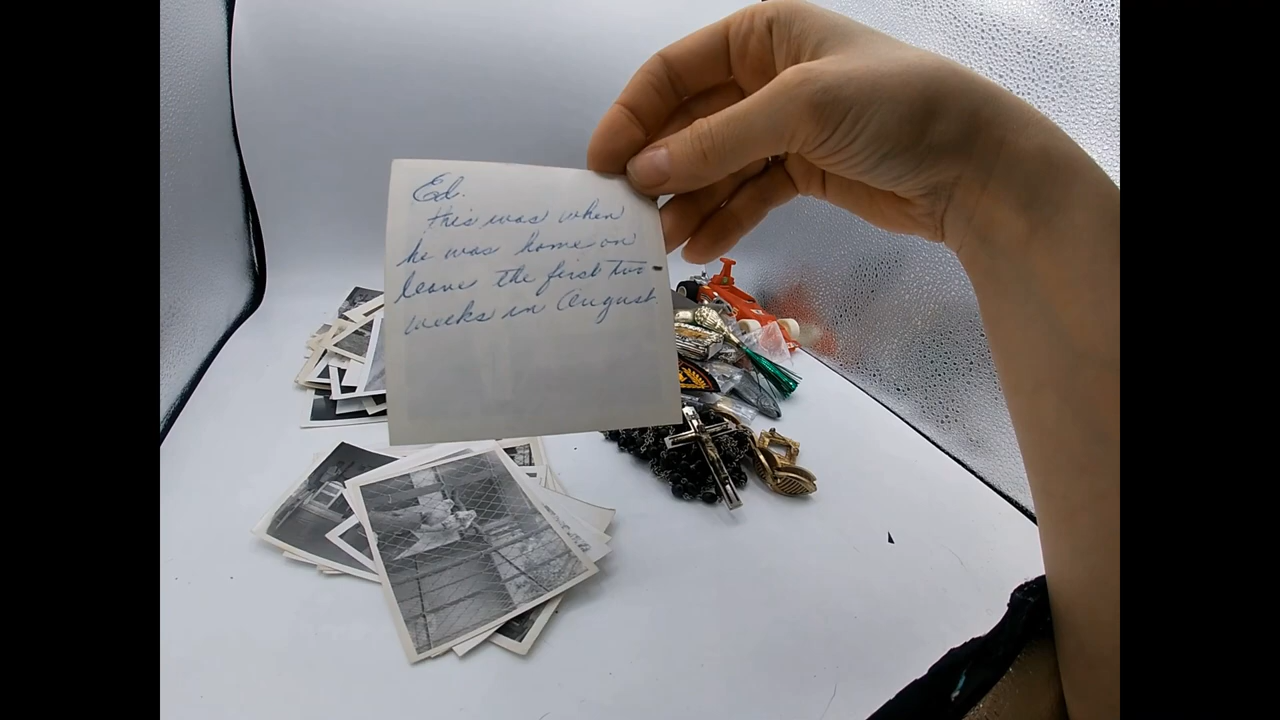 Ed.
this was when
he was home on
leave the first two
weeks in August.